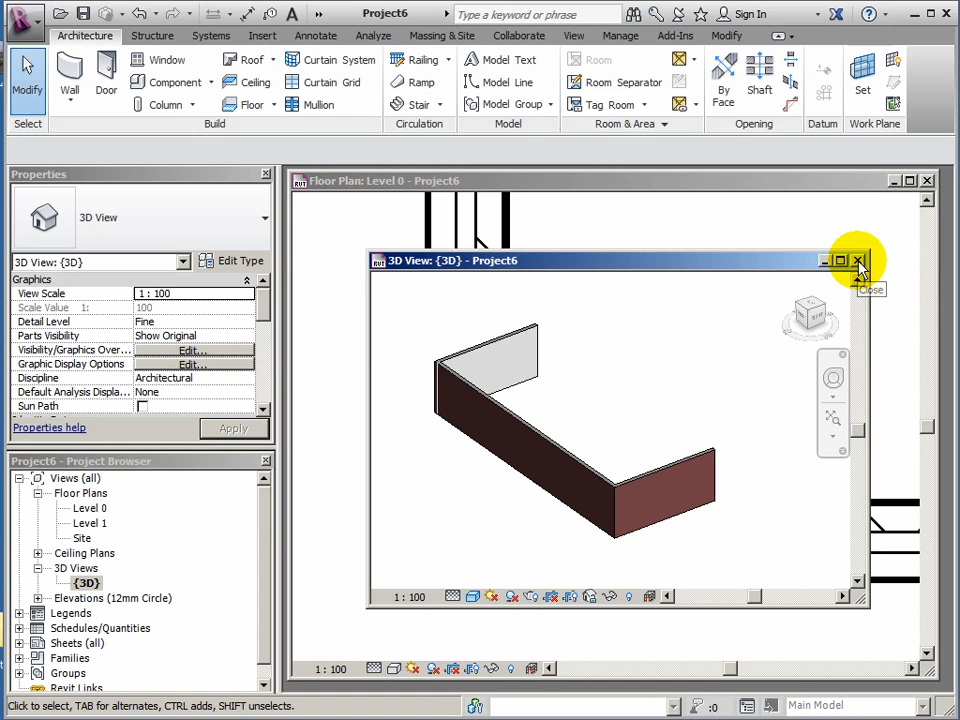 Project6
Type a keyword or phrase
Sign In
Architecture Structure Systems Insert Annotate Analyze Massing & Site Collaborate View Manage Add-Ins Modify
Modify
Wall
Door
Window
Component
Column
Roof
Ceiling
Floor
Curtain System
Curtain Grid
Mullion
Railing
Ramp
Stair
Model Text
Model Line
Model Group
Room
Room Separator
Tag Room
By
Face
Shaft
Set
Select Build Circulation Model Room & Area Opening Datum Work Plane
Properties
3D View
3D View: {3D} Edit Type
Graphics
View Scale 1 : 100
Scale Value 1: 100
Detail Level Fine
Parts Visibility Show Original
Visibility/Graphics Over... Edit...
Graphic Display Options Edit...
Discipline Architectural
Default Analysis Displa... None
Sun Path
Properties help Apply
Project6 - Project Browser
Views (all)
Floor Plans
Level 0
Level 1
Site
Ceiling Plans
3D Views
{3D}
Elevations (12mm Circle)
Legends
Schedules/Quantities
Sheets (all)
Families
Groups
Revit Links
Floor Plan: Level 0 - Project6
3D View: {3D} - Project6
Close
1 : 100
1 : 100
Click to select, TAB for alternates, CTRL adds, SHIFT unselects.
:0
Main Model